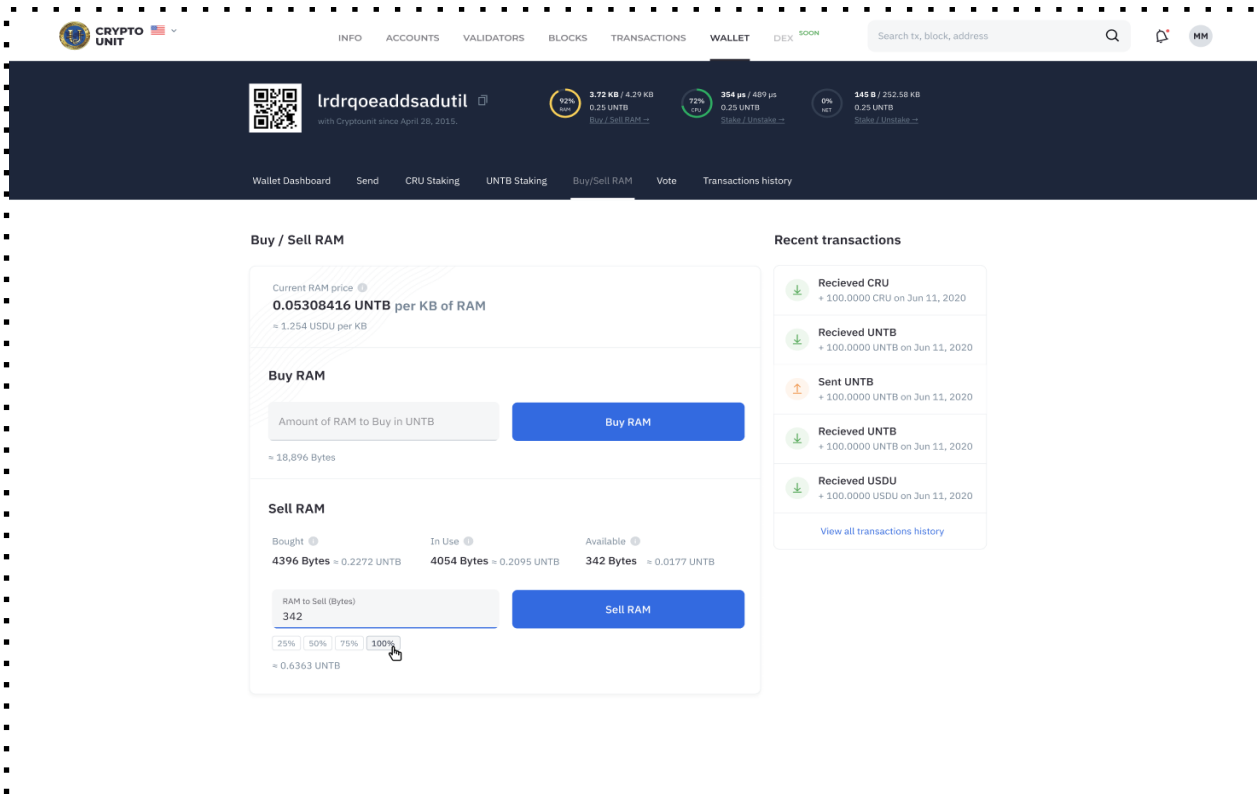 CRYPTO
UNIT
INFO ACCOUNTS VALIDATORS BLOCKS TRANSACTIONS WALLET DEX SOON
Search tx, block, address
MM
lrdrqoeaddsadutil
with Cryptounit since April 28, 2015.
92%
RAM
3.72 KB / 4.29 KB
0.25 UNTB
Buy / Sell RAM →
72%
CPU
354 µs / 489 µs
0.25 UNTB
Stake / Unstake →
0%
NET
145 B / 252.58 KB
0.25 UNTB
Stake / Unstake →
Wallet Dashboard Send CRU Staking UNTB Staking Buy/Sell RAM Vote Transactions history
Buy / Sell RAM
Current RAM price
0.05308416 UNTB per KB of RAM
≈ 1.254 USDU per KB
Buy RAM
Amount of RAM to Buy in UNTB
Buy RAM
≈ 18,896 Bytes
Sell RAM
Bought In Use Available
4396 Bytes ≈ 0.2272 UNTB 4054 Bytes ≈ 0.2095 UNTB 342 Bytes ≈ 0.0177 UNTB
RAM to Sell (Bytes)
342
Sell RAM
25% 50% 75% 100%
≈ 0.6363 UNTB
Recent transactions
Recieved CRU
+ 100.0000 CRU on Jun 11, 2020
Recieved UNTB
+ 100.0000 UNTB on Jun 11, 2020
Sent UNTB
+ 100.0000 UNTB on Jun 11, 2020
Recieved UNTB
+ 100.0000 UNTB on Jun 11, 2020
Recieved USDU
+ 100.0000 USDU on Jun 11, 2020
View all transactions history